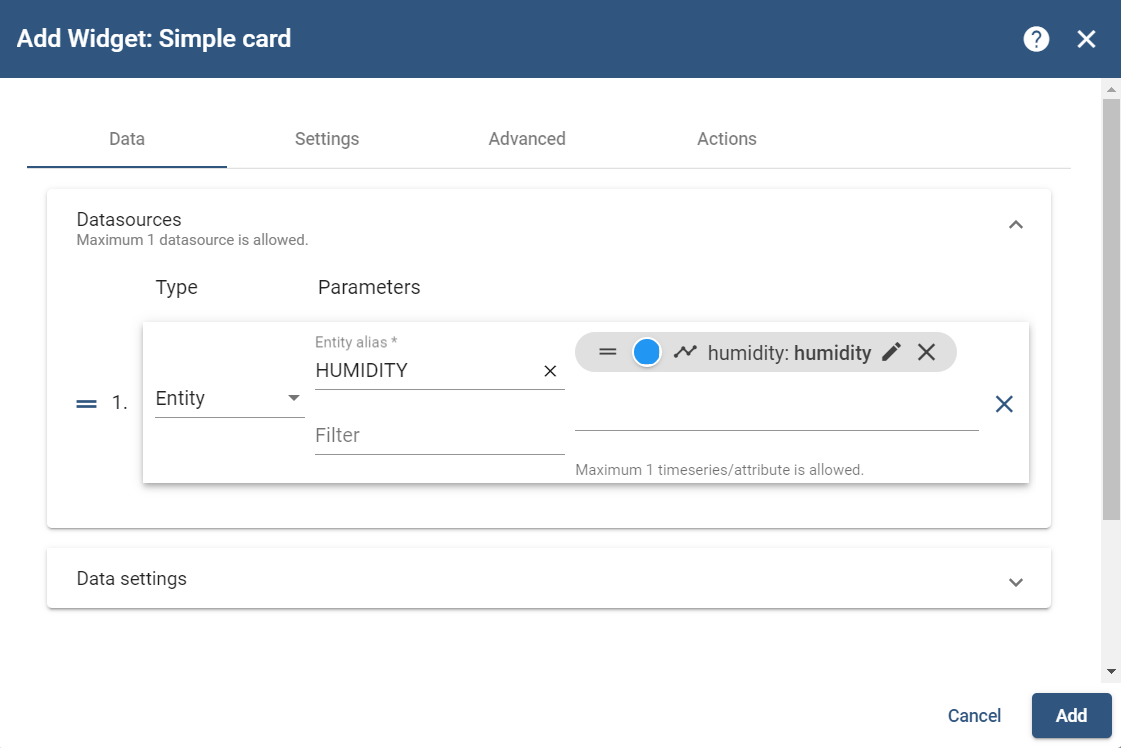 Add Widget: Simple card
?
Data Settings Advanced Actions
Datasources
Maximum 1 datasource is allowed.
Type Parameters
Entity alias *
humidity: humidity
HUMIDITY
1. Entity
Filter
Maximum 1 timeseries/attribute is allowed.
Data settings
Cancel Add